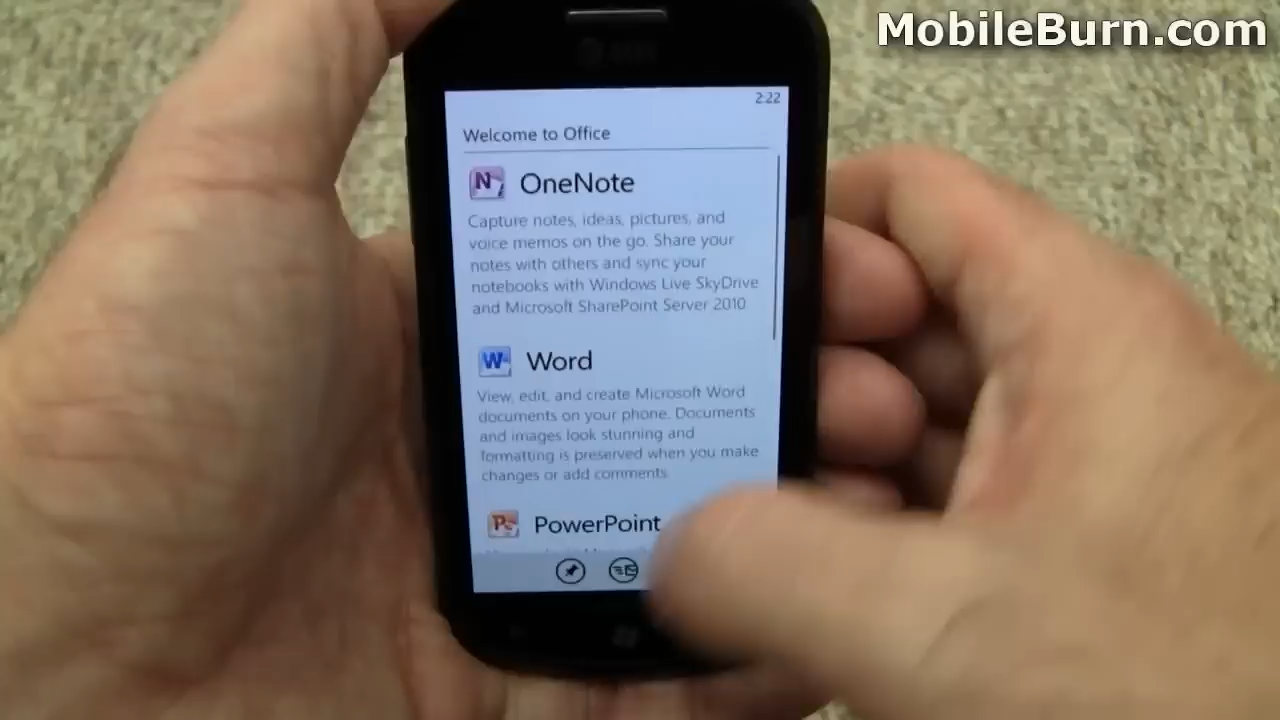 MobileBurn.com
2:22
Welcome to Office
OneNote
Capture notes, ideas, pictures, and
voice memos on the go. Share your
notes with others and sync your
notebooks with Windows Live SkyDrive
and Microsoft SharePoint Server 2010
Word
View, edit, and create Microsoft Word
documents on your phone. Documents
and images look stunning and
formatting is preserved when you make
changes or add comments.
PowerPoint